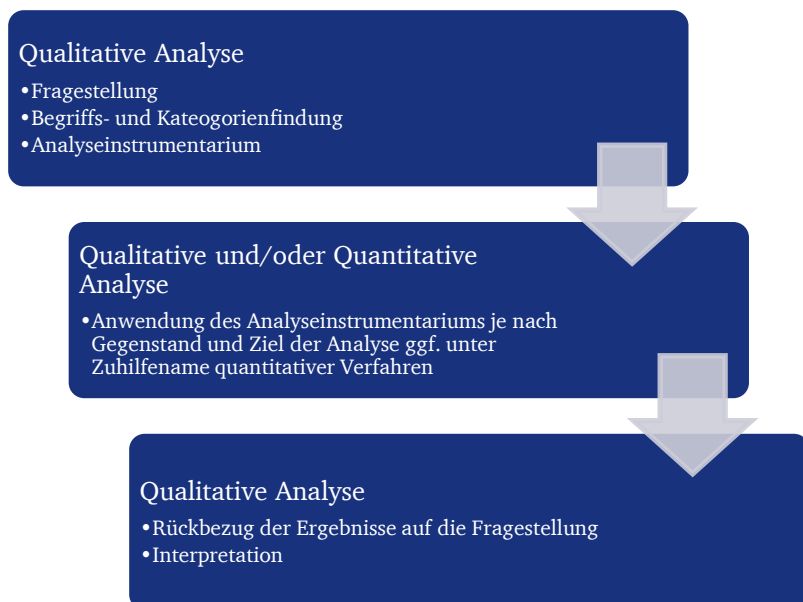 Qualitative Analyse
•Fragestellung
•Begriffs- und Kateogorienfindung
•Analyseinstrumentarium
Qualitative und/oder Quantitative
Analyse
•Anwendung des Analyseinstrumentariums je nach
Gegenstand und Ziel der Analyse ggf. unter
Zuhilfename quantitativer Verfahren
Qualitative Analyse
•Rückbezug der Ergebnisse auf die Fragestellung
•Interpretation